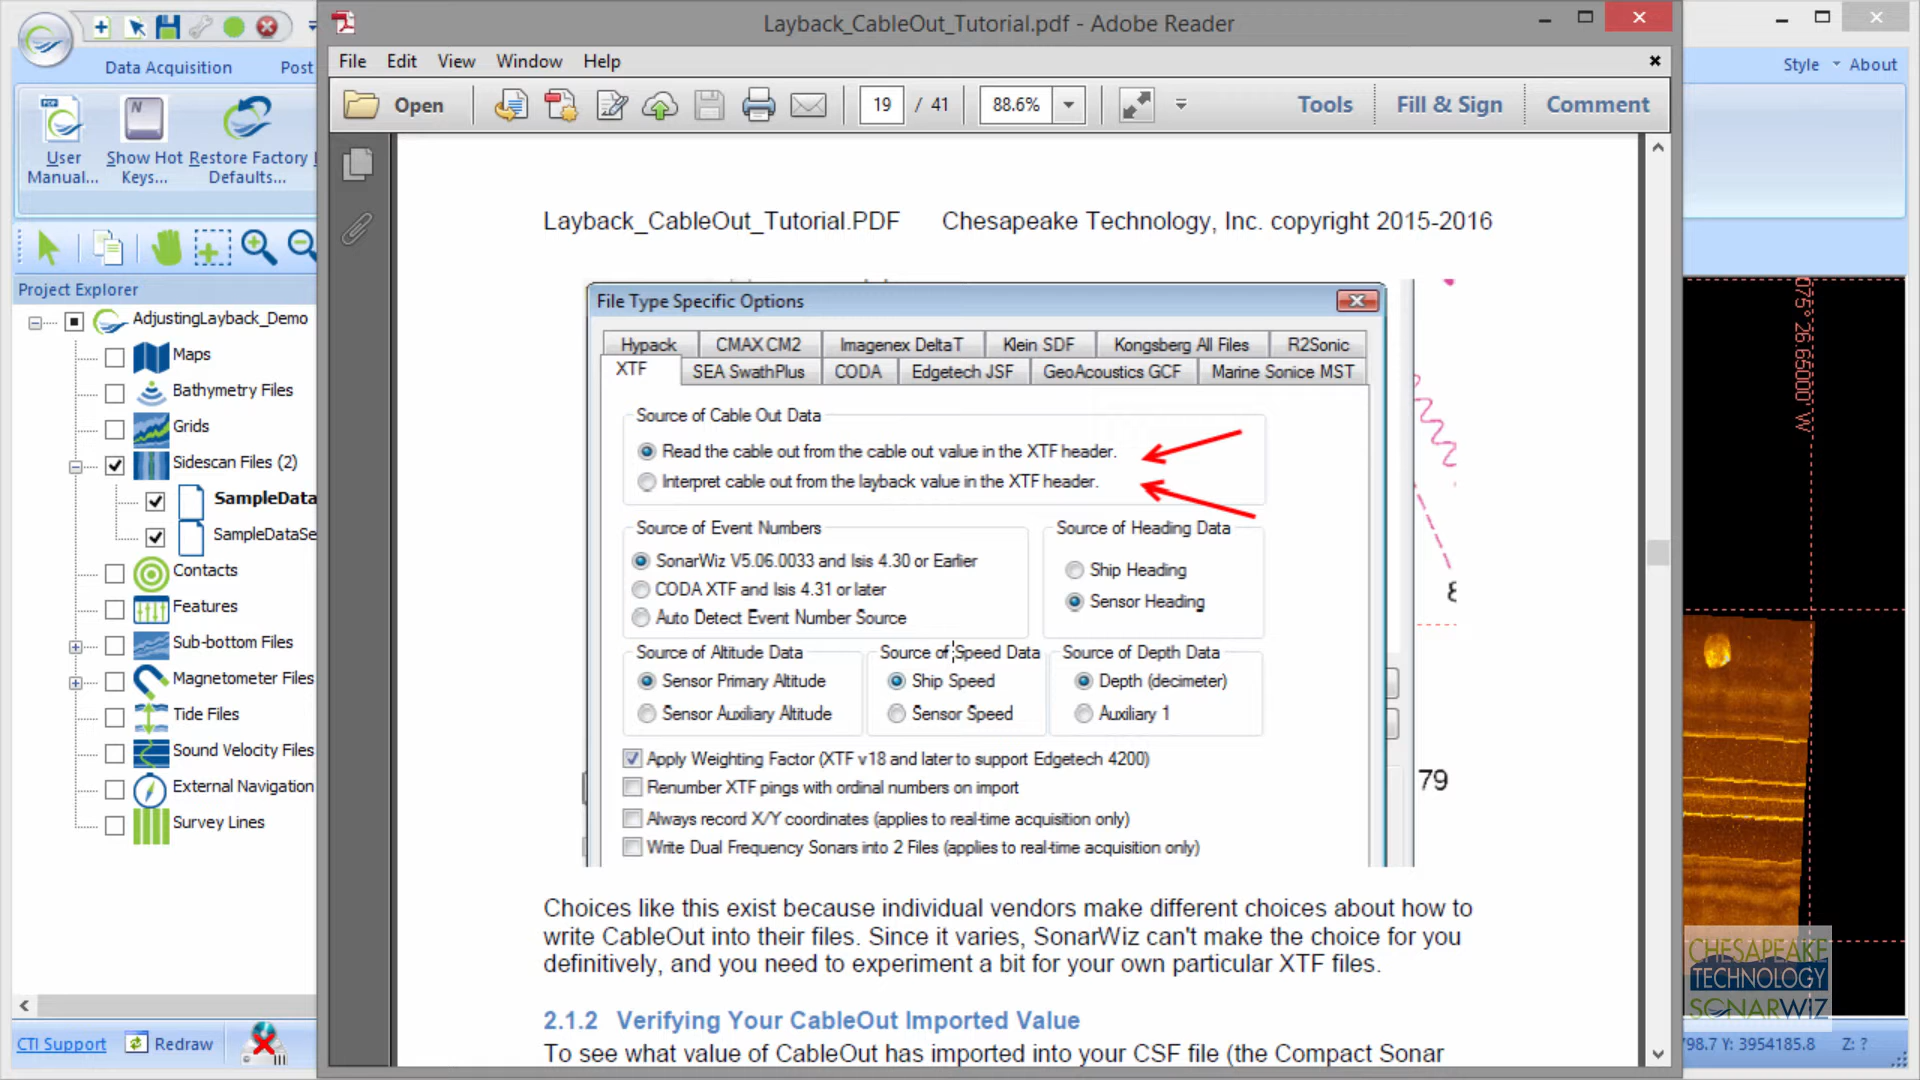 Layback_CableOut_Tutorial.pdf - Adobe Reader
Data Acquisition Post
Style About
File Edit View Window Help
Open 19 / 41 88.6% Tools Fill & Sign Comment
N
User Manual...
Show Hot Keys...
Restore Factory Defaults...
Project Explorer
AdjustingLayback_Demo
Maps
Bathymetry Files
Grids
Sidescan Files (2)
SampleData
SampleDataSe
Contacts
Features
Sub-bottom Files
Magnetometer Files
Tide Files
Sound Velocity Files
External Navigation
Survey Lines
CTI Support Redraw
Layback_CableOut_Tutorial.PDF Chesapeake Technology, Inc. copyright 2015-2016
File Type Specific Options
Hypack CMAX CM2 Imagenex DeltaT Klein SDF Kongsberg All Files R2Sonic
XTF SEA SwathPlus CODA Edgetech JSF GeoAcoustics GCF Marine Sonice MST
Source of Cable Out Data
Read the cable out from the cable out value in the XTF header.
Interpret cable out from the layback value in the XTF header.
Source of Event Numbers
SonarWiz V5.06.0033 and Isis 4.30 or Earlier
CODA XTF and Isis 4.31 or later
Auto Detect Event Number Source
Source of Heading Data
Ship Heading
Sensor Heading
Source of Altitude Data
Sensor Primary Altitude
Sensor Auxiliary Altitude
Source of Speed Data
Ship Speed
Sensor Speed
Source of Depth Data
Depth (decimeter)
Auxiliary 1
Apply Weighting Factor (XTF v18 and later to support Edgetech 4200)
Renumber XTF pings with ordinal numbers on import
Always record X/Y coordinates (applies to real-time acquisition only)
Write Dual Frequency Sonars into 2 Files (applies to real-time acquisition only)
79
Choices like this exist because individual vendors make different choices about how to
write CableOut into their files. Since it varies, SonarWiz can't make the choice for you
definitively, and you need to experiment a bit for your own particular XTF files.
2.1.2 Verifying Your CableOut Imported Value
To see what value of CableOut has imported into your CSF file (the Compact Sonar
075° 26.65000' W
CHESAPEAKE
TECHNOLOGY
SONARWIZ
798.7 Y: 3954185.8 Z: ?